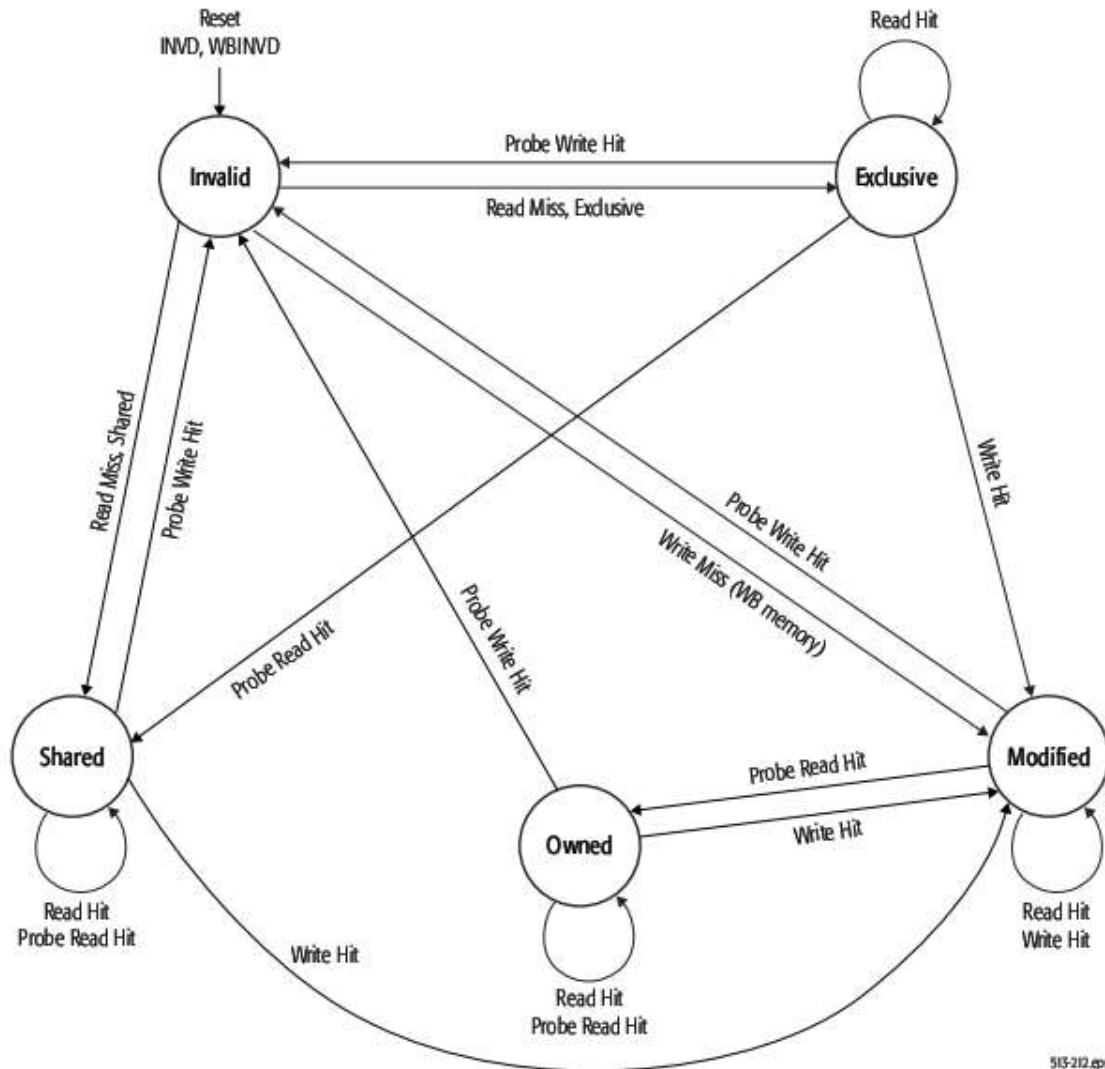 Reset
INVD, WBINVD
Read Hit
Invalid
Probe Write Hit
Exclusive
Read Miss, Exclusive
Read Miss, Shared
Probe Write Hit
Write Hit
Probe Write Hit
Write Miss (WB memory)
Probe Write Hit
Probe Read Hit
Shared
Probe Read Hit
Modified
Owned
Write Hit
Read Hit
Probe Read Hit
Write Hit
Read Hit
Probe Read Hit
Read Hit
Write Hit